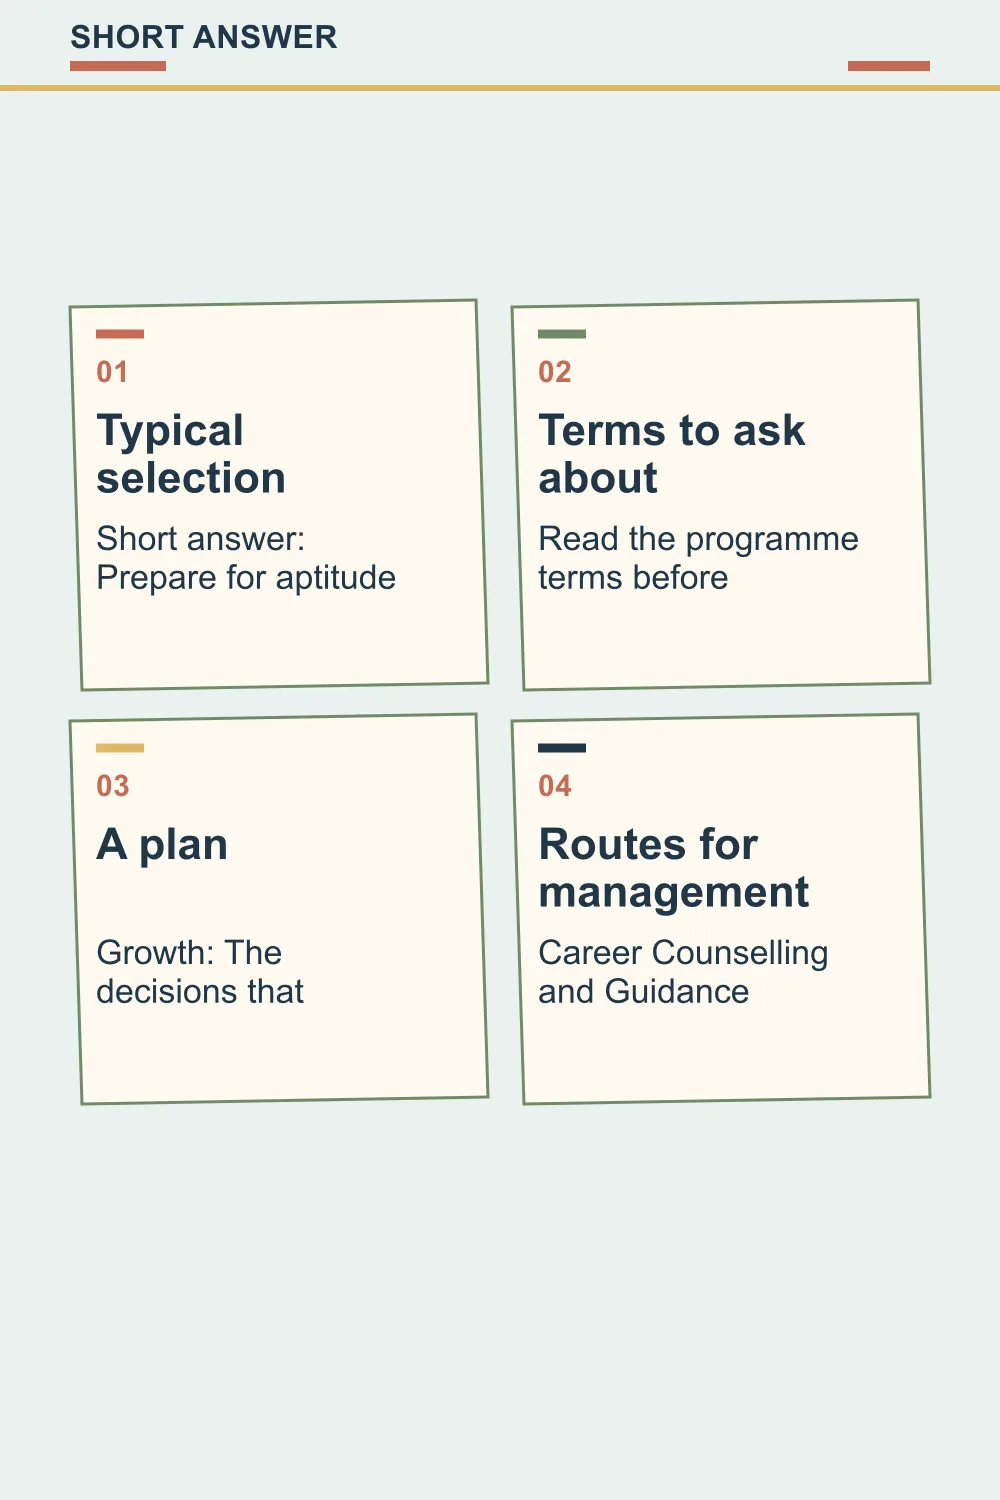 SHORT ANSWER
01
Typical
selection
Short answer:
Prepare for aptitude
02
Terms to ask
about
Read the programme
terms before
03
A plan
Growth: The
decisions that
04
Routes for
management
Career Counselling
and Guidance